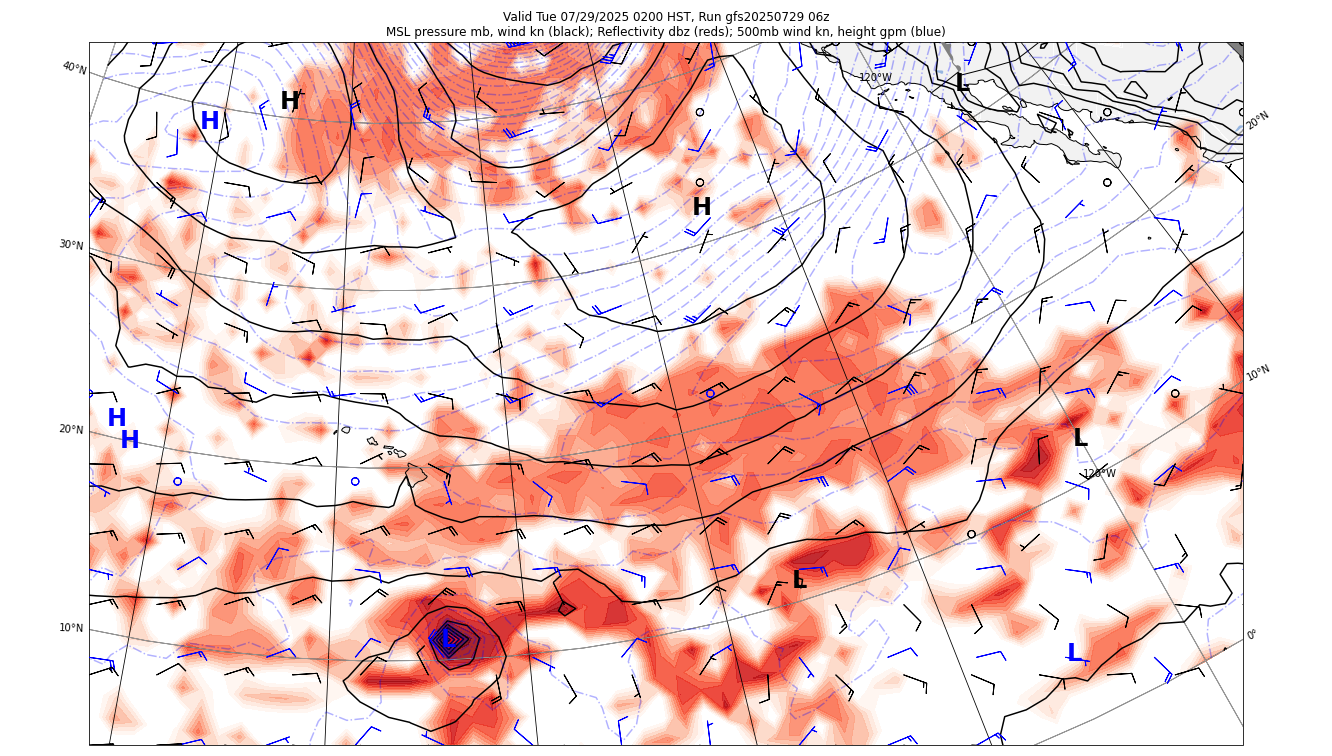 Valid Tue 07/29/2025 0200 HST, Run gfs20250729 06z
MSL pressure mb, wind kn (black); Reflectivity dbz (reds); 500mb wind kn, height gpm (blue)
40°N
120°W
L
H
H
20°N
H
30°N
10°N
H
H
20°N
L
120°W
L
10°N
L
0°
L